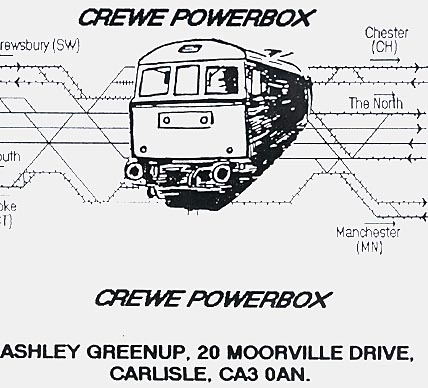 CREWE POWERBOX
rewsbury (SW)
Chester
(CH)
The North
outh
oke
T)
Manchester
(MN)
CREWE POWERBOX
ASHLEY GREENUP, 20 MOORVILLE DRIVE,
CARLISLE, CA3 0AN.